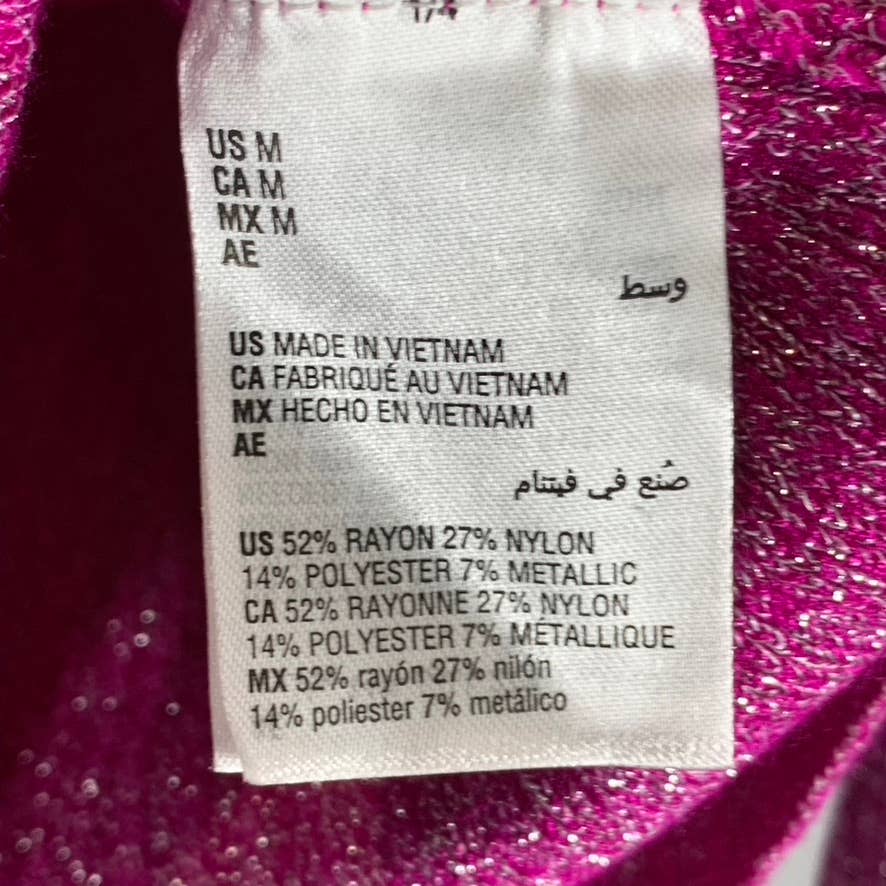 US M
CA M
MX M
AE
وسط
US MADE IN VIETNAM
CA FABRIQUÉ AU VIETNAM
MX HECHO EN VIETNAM
AE
صُنع في فيتنام
US 52% RAYON 27% NYLON
14% POLYESTER 7% METALLIC
CA 52% RAYONNE 27% NYLON
14% POLYESTER 7% MÉTALLIQUE
MX 52% rayón 27% nilón
14% poliester 7% metálico